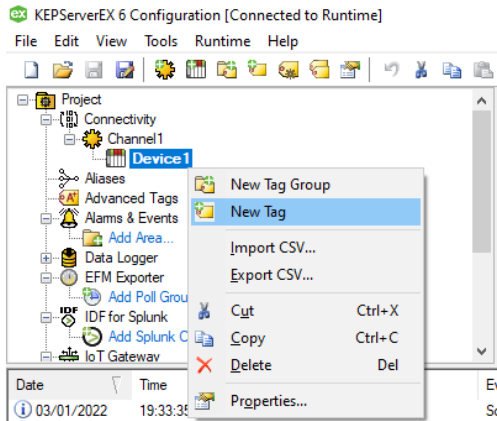 KEPServerEX 6 Configuration [Connected to Runtime]
File Edit View Tools Runtime Help
Project
Connectivity
Channel1
Device1
Aliases
Advanced Tags
Alarms & Events
Add Area...
Data Logger
EFM Exporter
Add Poll Grou
IDF for Splunk
Add Splunk C
IoT Gateway
New Tag Group
New Tag
Import CSV...
Export CSV...
Cut Ctrl+X
Copy Ctrl+C
Delete Del
Properties...
Date Time Ev
03/01/2022 19:33:35 So